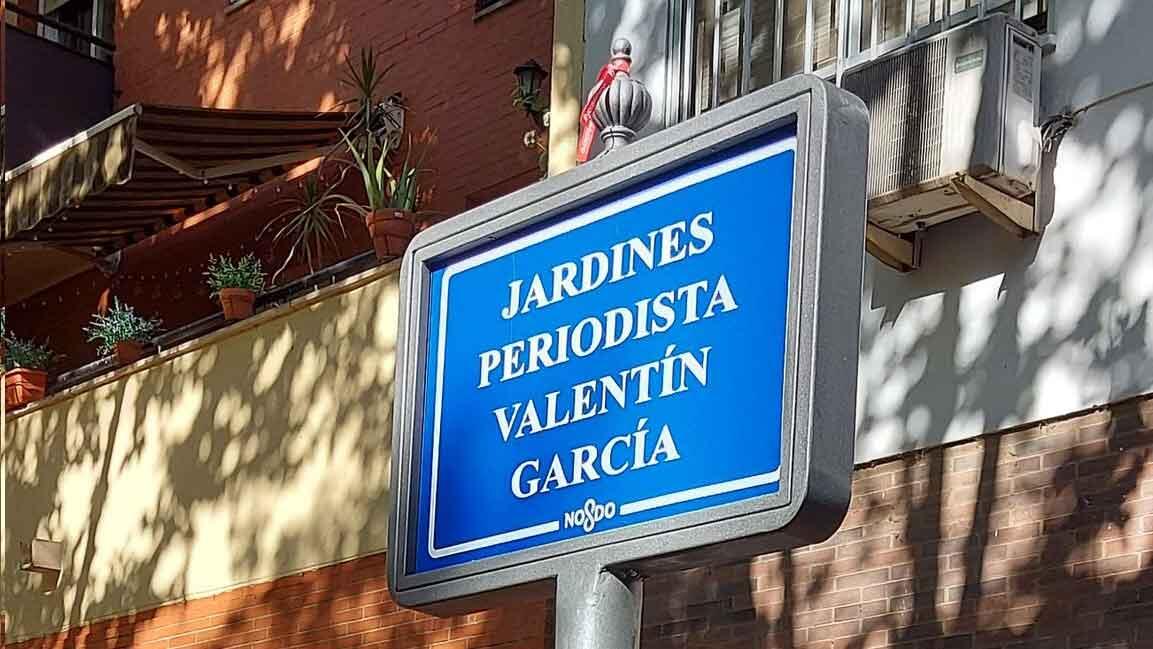 JARDINES
PERIODISTA
VALENTÍN
GARCÍA
NO8DO